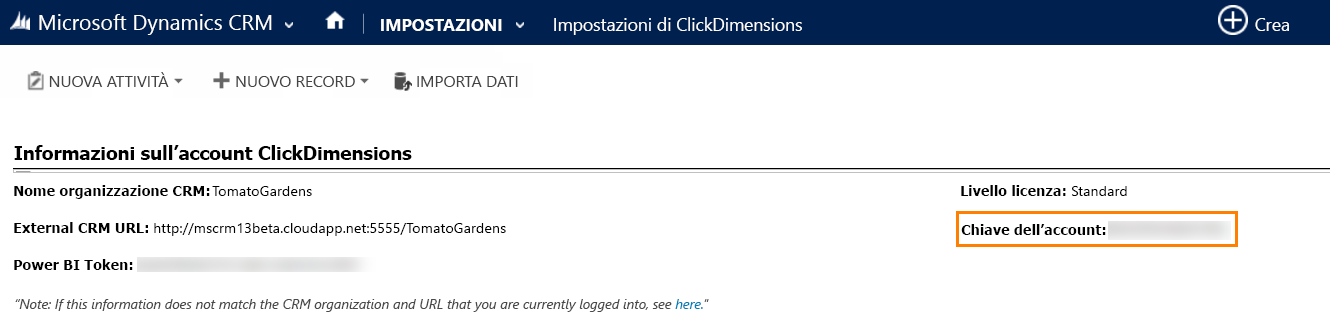 Microsoft Dynamics CRM IMPOSTAZIONI Impostazioni di ClickDimensions Crea
NUOVA ATTIVITÀ NUOVO RECORD IMPORTA DATI
Informazioni sull’account ClickDimensions
Nome organizzazione CRM: TomatoGardens Livello licenza: Standard
External CRM URL: http://mscrm13beta.cloudapp.net:5555/TomatoGardens Chiave dell’account:
Power BI Token:
"Note: If this information does not match the CRM organization and URL that you are currently logged into, see here."